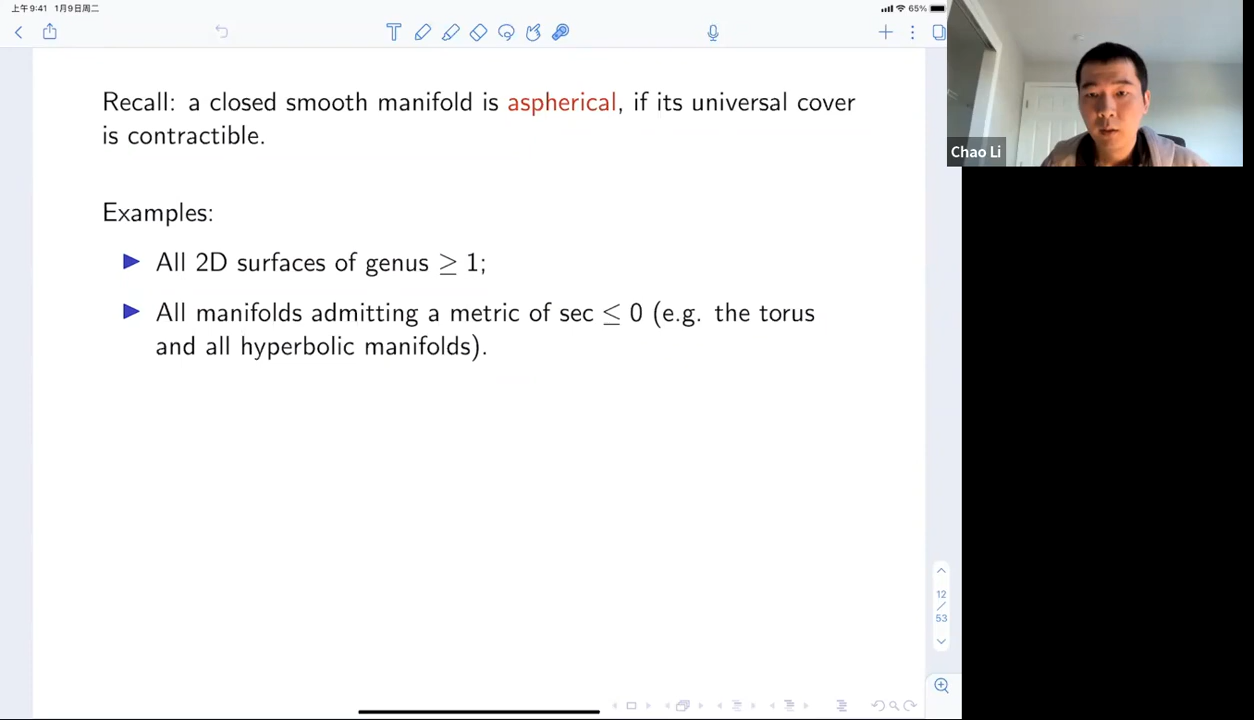 上午9:41 1月9日周二
65%
Recall: a closed smooth manifold is aspherical, if its universal cover
is contractible.
Examples:
All 2D surfaces of genus ≥ 1;
All manifolds admitting a metric of sec ≤ 0 (e.g. the torus
and all hyperbolic manifolds).
Chao Li
12
/
53